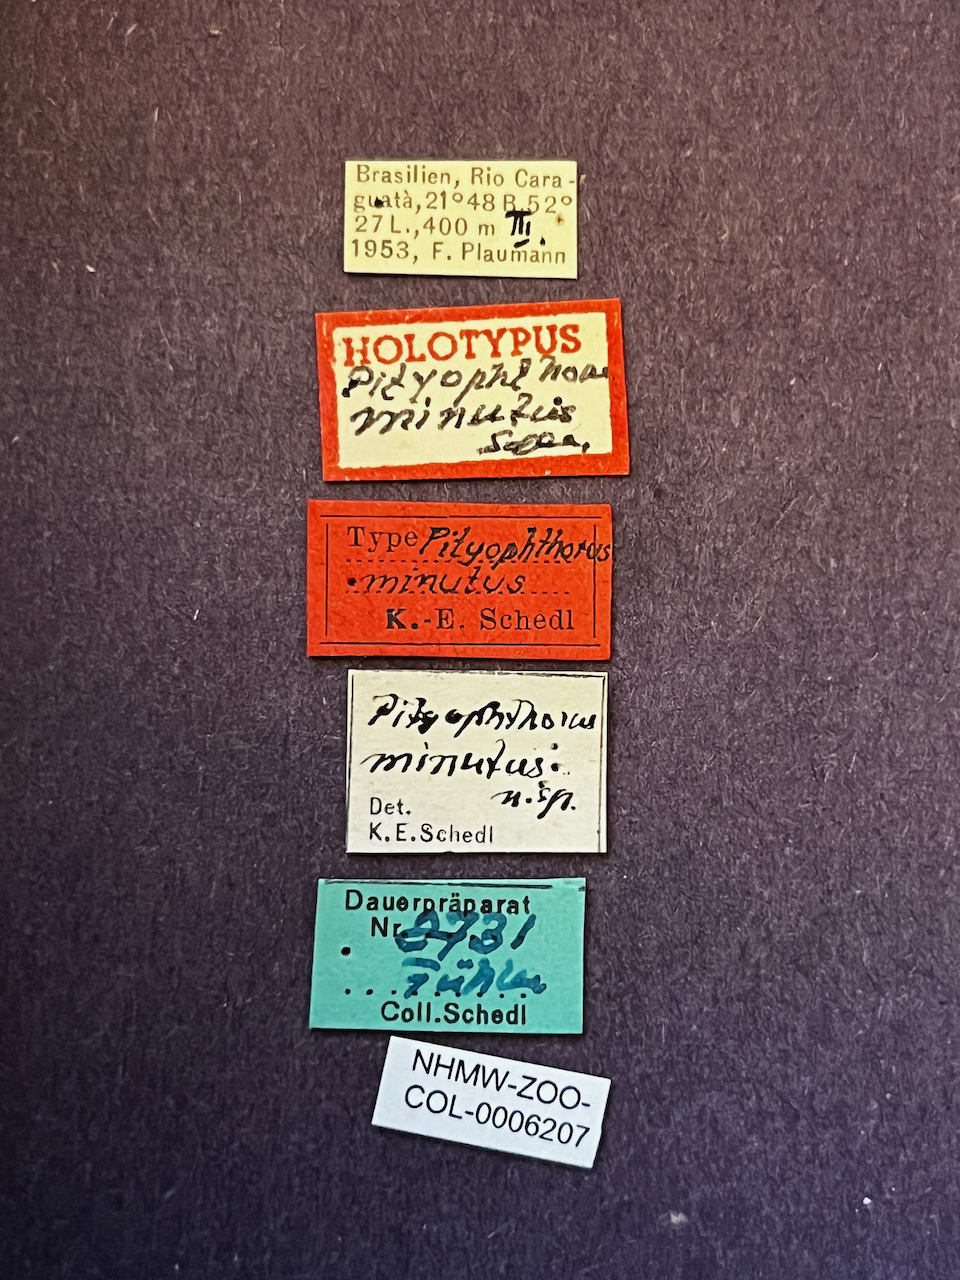 Brasilien, Rio Cara-
guatà, 21°48 B. 52°
27 L., 400 m III.
1953, F. Plaumann
HOLOTYPUS
Pityophthorus
minutus
Type Pityophthorus
minutus
K.-E. Schedl
Pityophthorus
minutus
n.sp.
Det.
K.E.Schedl
Dauerpräparat
Nr. 2731
Fühler
Coll.Schedl
NHMW-ZOO-
COL-0006207